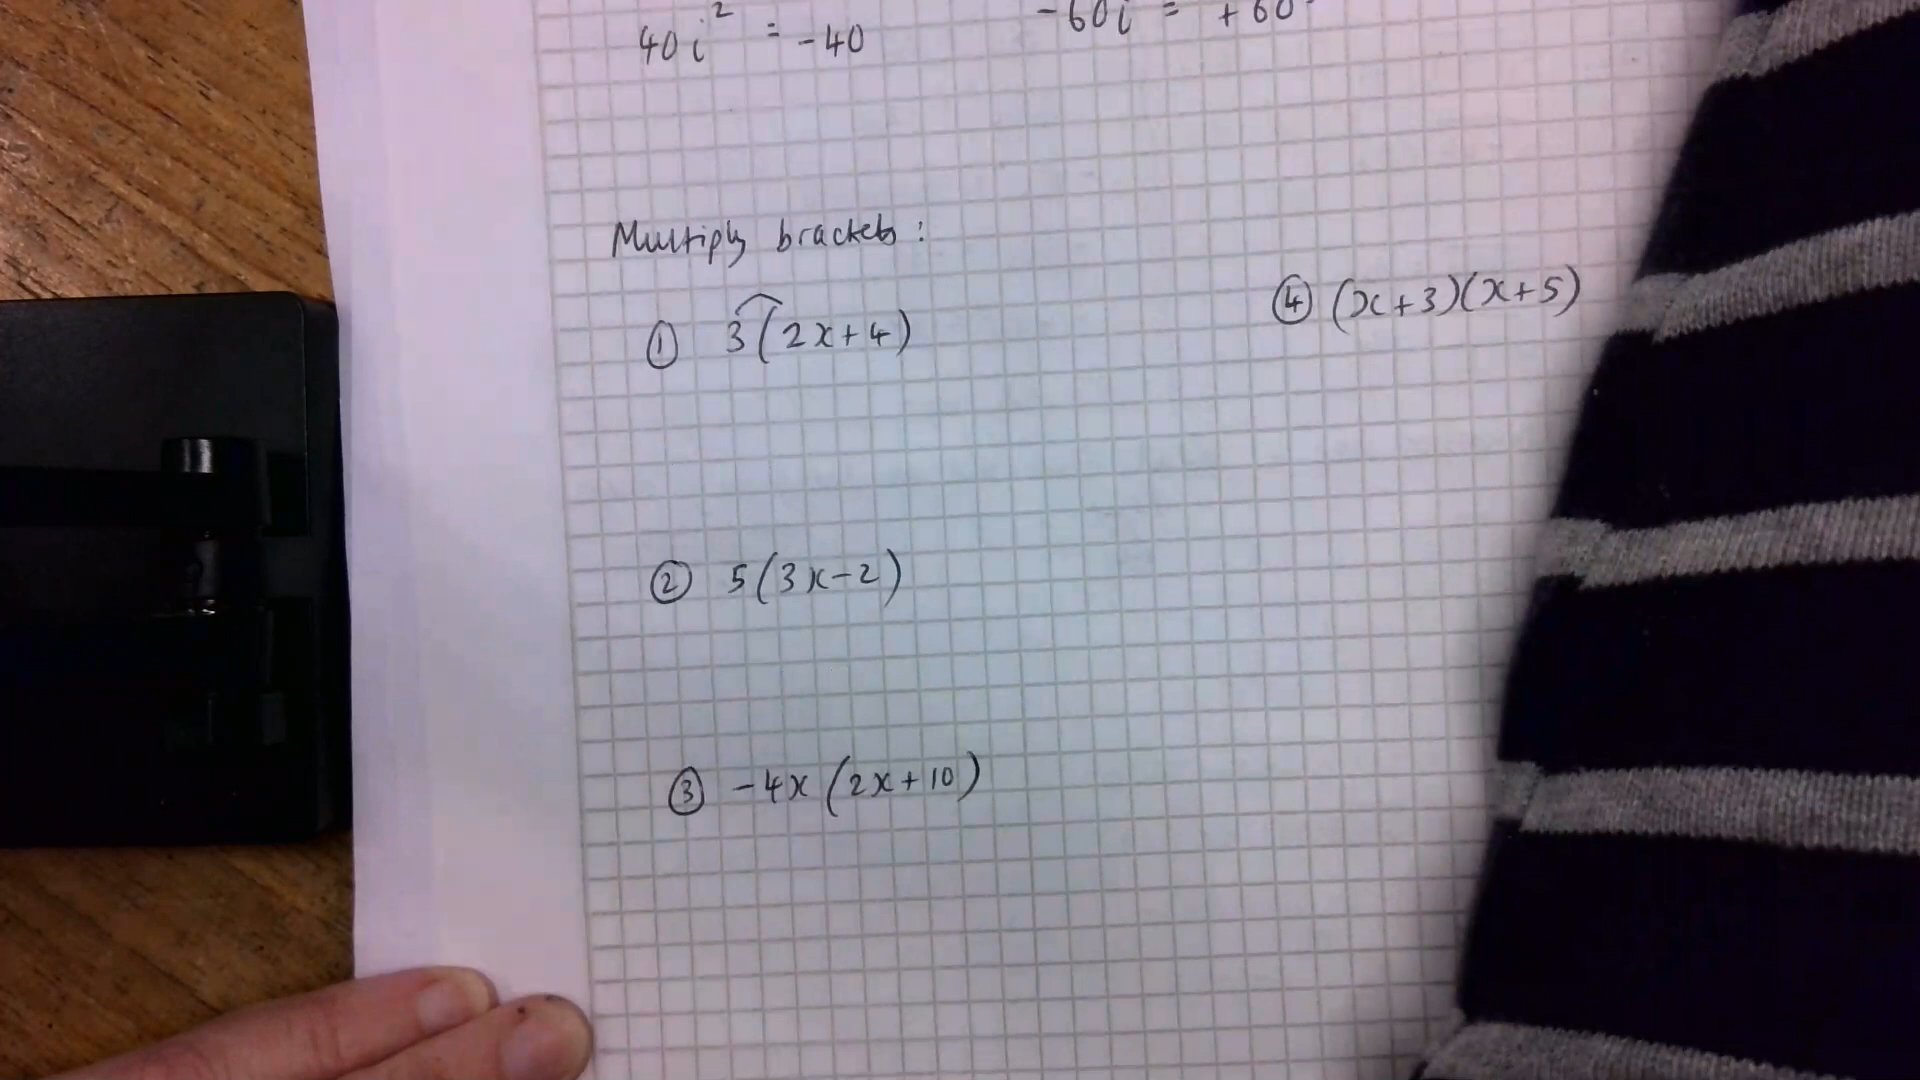 40i² = -40
-60i = +60
Multiply brackets :
① 3(2x+4)
② 5(3x-2)
③ -4x(2x+10)
④ (x+3)(x+5)